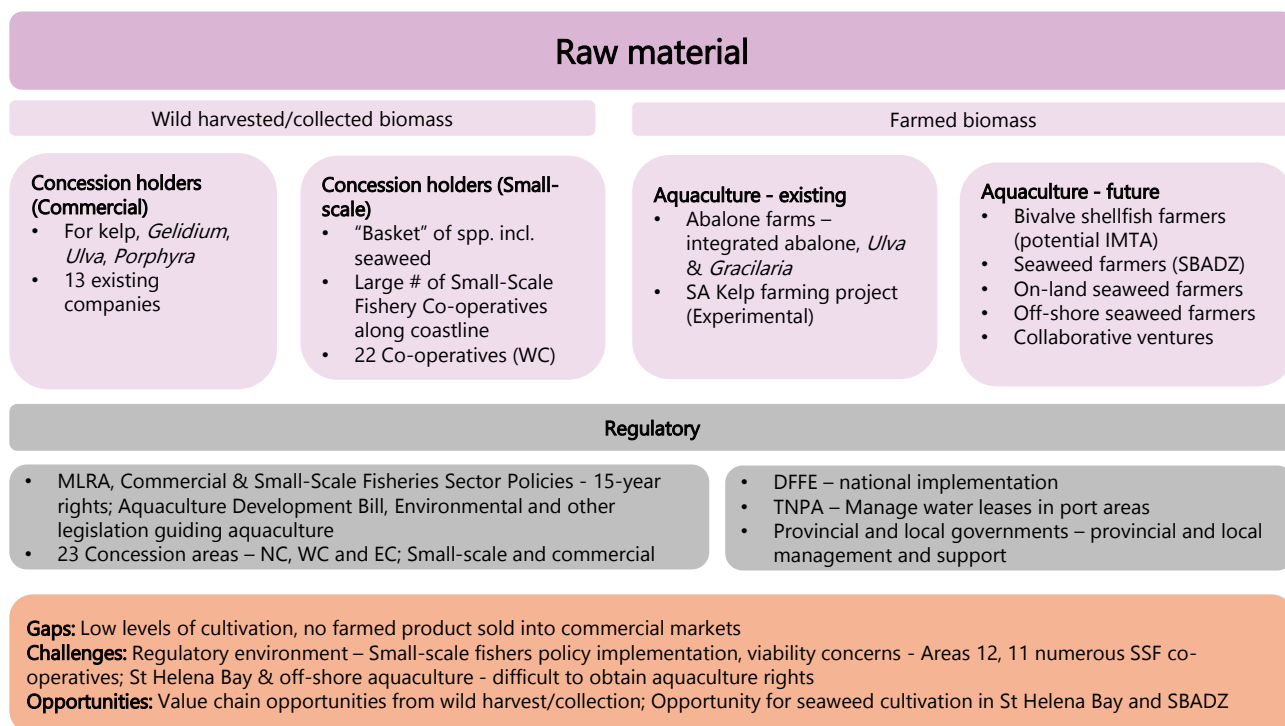 Raw material
Wild harvested/collected biomass
Farmed biomass
Concession holders
(Commercial)
• For kelp, Gelidium,
Ulva, Porphyra
• 13 existing
companies
Concession holders (Small-
scale)
• “Basket” of spp. incl.
seaweed
• Large # of Small-Scale
Fishery Co-operatives
along coastline
• 22 Co-operatives (WC)
Aquaculture - existing
• Abalone farms –
integrated abalone, Ulva
& Gracilaria
• SA Kelp farming project
(Experimental)
Aquaculture - future
• Bivalve shellfish farmers
(potential IMTA)
• Seaweed farmers (SBADZ)
• On-land seaweed farmers
• Off-shore seaweed farmers
• Collaborative ventures
Regulatory
• MLRA, Commercial & Small-Scale Fisheries Sector Policies - 15-year
rights; Aquaculture Development Bill, Environmental and other
legislation guiding aquaculture
• 23 Concession areas – NC, WC and EC; Small-scale and commercial
• DFFE – national implementation
• TNPA – Manage water leases in port areas
• Provincial and local governments – provincial and local
management and support
Gaps: Low levels of cultivation, no farmed product sold into commercial markets
Challenges: Regulatory environment – Small-scale fishers policy implementation, viability concerns - Areas 12, 11 numerous SSF co-
operatives; St Helena Bay & off-shore aquaculture - difficult to obtain aquaculture rights
Opportunities: Value chain opportunities from wild harvest/collection; Opportunity for seaweed cultivation in St Helena Bay and SBADZ